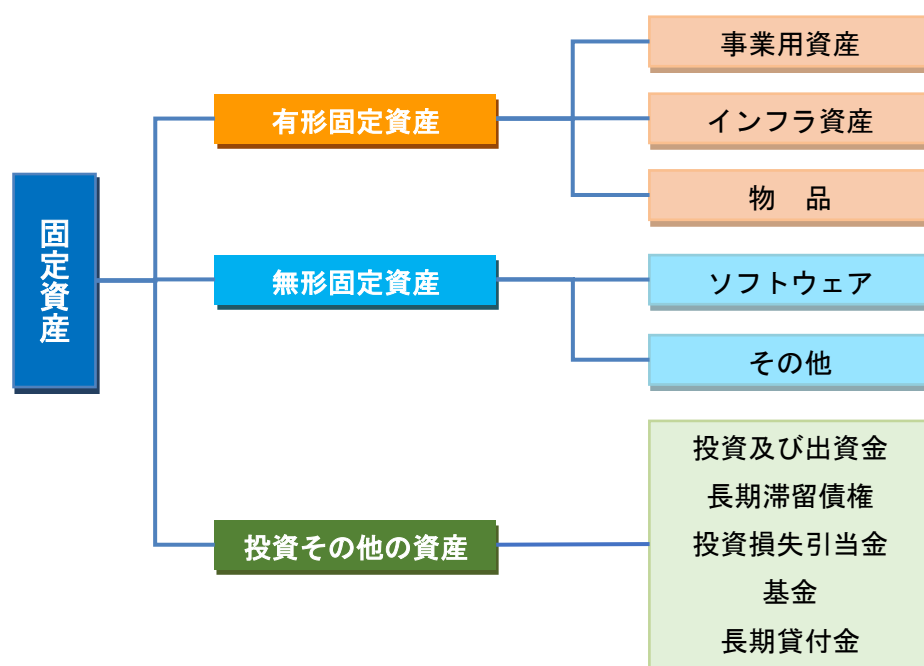 固定資産
有形固定資産
事業用資産
インフラ資産
物　品
無形固定資産
ソフトウェア
その他
投資その他の資産
投資及び出資金
長期滞留債権
投資損失引当金
基金
長期貸付金